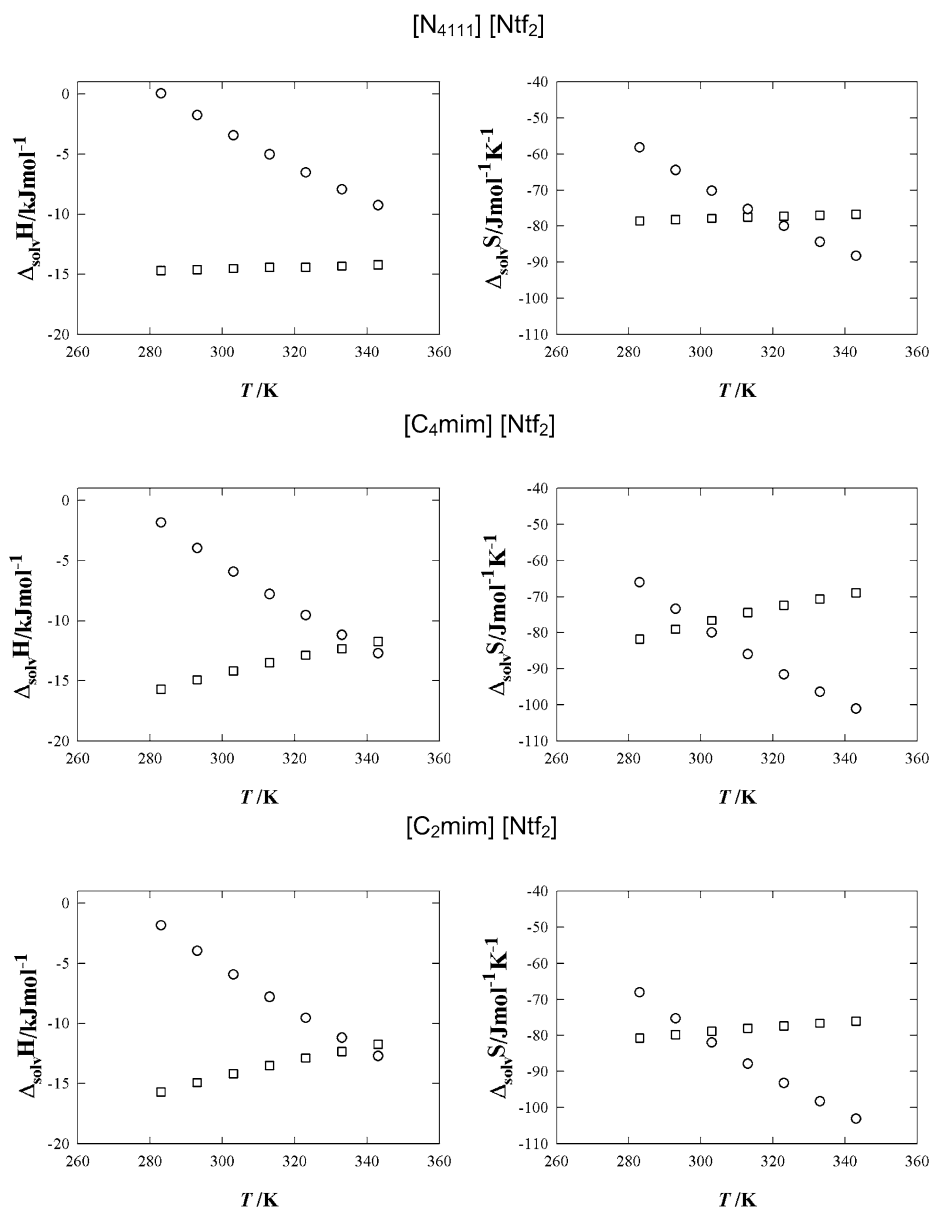 [N4111] [Ntf2]
0
-5
-10
-15
-20
260 280 300 320 340 360
ΔsolvH/kJmol-1
T /K
-40
-50
-60
-70
-80
-90
-100
-110
260 280 300 320 340 360
ΔsolvS/Jmol-1K-1
T /K
[C4mim] [Ntf2]
0
-5
-10
-15
-20
260 280 300 320 340 360
ΔsolvH/kJmol-1
T /K
-40
-50
-60
-70
-80
-90
-100
-110
260 280 300 320 340 360
ΔsolvS/Jmol-1K-1
T /K
[C2mim] [Ntf2]
0
-5
-10
-15
-20
260 280 300 320 340 360
ΔsolvH/kJmol-1
T /K
-40
-50
-60
-70
-80
-90
-100
-110
260 280 300 320 340 360
ΔsolvS/Jmol-1K-1
T /K